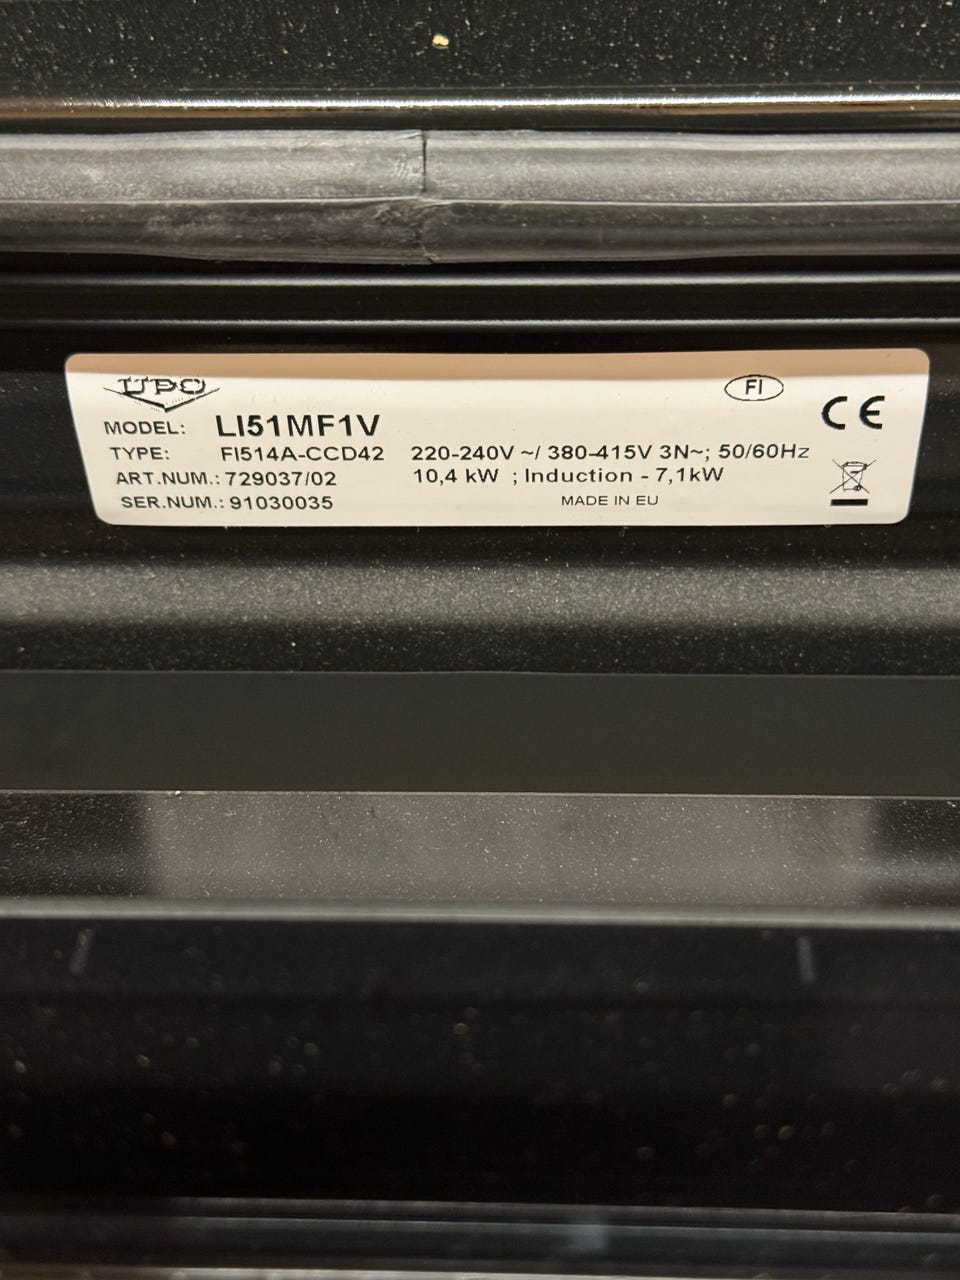 UPO
FI
CE
MODEL: LI51MF1V
TYPE: FI514A-CCD42 220-240V ~/ 380-415V 3N~; 50/60Hz
ART.NUM.: 729037/02 10,4 kW ; Induction - 7,1kW
SER.NUM.: 91030035 MADE IN EU